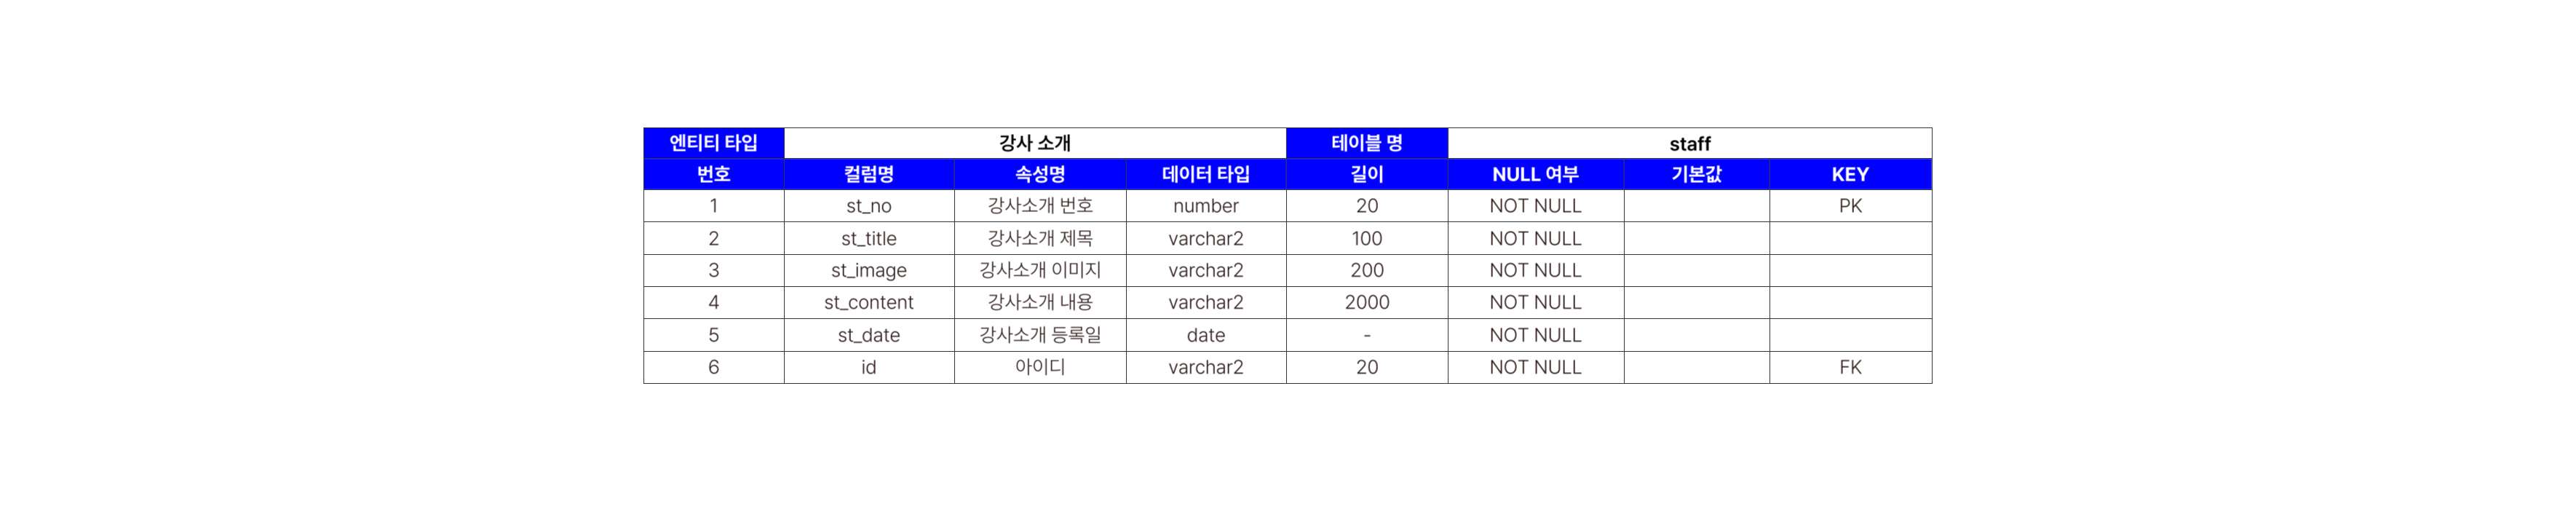 엔티티 타입 강사 소개 테이블 명 staff
번호 컬럼명 속성명 데이터 타입 길이 NULL 여부 기본값 KEY
1 st_no 강사소개 번호 number 20 NOT NULL PK
2 st_title 강사소개 제목 varchar2 100 NOT NULL
3 st_image 강사소개 이미지 varchar2 200 NOT NULL
4 st_content 강사소개 내용 varchar2 2000 NOT NULL
5 st_date 강사소개 등록일 date - NOT NULL
6 id 아이디 varchar2 20 NOT NULL FK